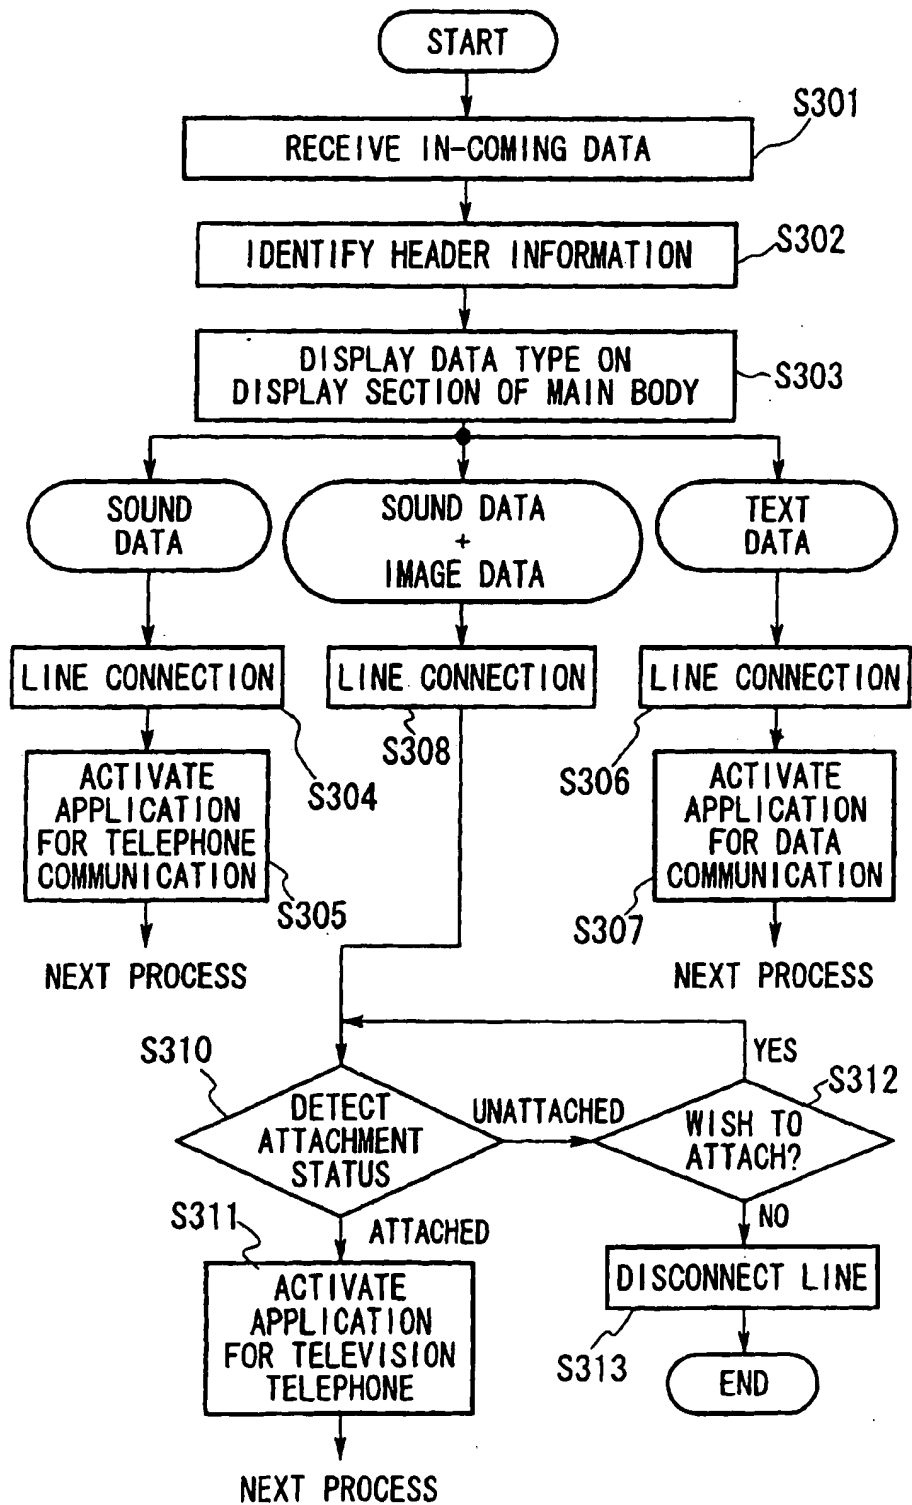 START
S301
RECEIVE IN-COMING DATA
S302
IDENTIFY HEADER INFORMATION
DISPLAY DATA TYPE ON
DISPLAY SECTION OF MAIN BODY
S303
SOUND
DATA
SOUND DATA
+
IMAGE DATA
TEXT
DATA
LINE CONNECTION
LINE CONNECTION
LINE CONNECTION
S304
S308
S306
ACTIVATE
APPLICATION
FOR TELEPHONE
COMMUNICATION
S305
ACTIVATE
APPLICATION
FOR DATA
COMMUNICATION
S307
NEXT PROCESS
NEXT PROCESS
S310
DETECT
ATTACHMENT
STATUS
UNATTACHED
YES
S312
WISH TO
ATTACH?
S311
ATTACHED
NO
ACTIVATE
APPLICATION
FOR TELEVISION
TELEPHONE
DISCONNECT LINE
S313
END
NEXT PROCESS